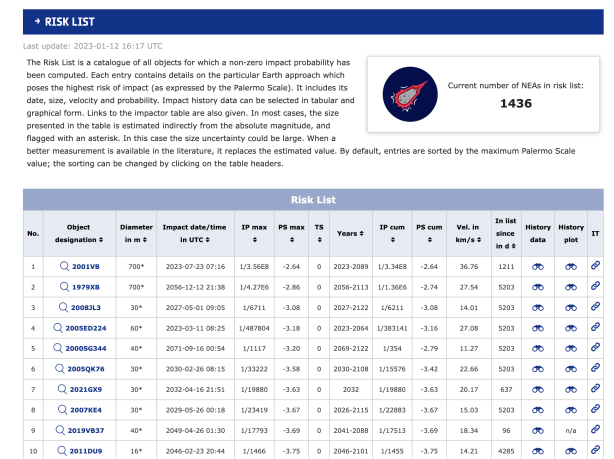 → RISK LIST
Last update: 2023-01-12 16:17 UTC
The Risk List is a catalogue of all objects for which a non-zero impact probability has
been computed. Each entry contains details on the particular Earth approach which
poses the highest risk of impact (as expressed by the Palermo Scale). It includes its
date, size, velocity and probability. Impact history data can be selected in tabular and
graphical form. Links to the impactor table are also given. In most cases, the size
presented in the table is estimated indirectly from the absolute magnitude, and
flagged with an asterisk. In this case the size uncertainty could be large. When a
better measurement is available in the literature, it replaces the estimated value. By default, entries are sorted by the maximum Palermo Scale
value; the sorting can be changed by clicking on the table headers.
Current number of NEAs in risk list:
1436
Risk List
No. Object designation Diameter in m Impact date/time in UTC IP max PS max TS Years IP cum PS cum Vel. in km/s In list since in d History data History plot IT
1 2001VB 700* 2023-07-23 07:16 1/3.56E8 -2.64 0 2023-2089 1/3.34E8 -2.64 36.76 1211
2 1979XB 700* 2056-12-12 21:38 1/4.27E6 -2.86 0 2056-2113 1/1.36E6 -2.74 27.54 5203
3 2008JL3 30* 2027-05-01 09:05 1/6711 -3.08 0 2027-2122 1/6211 -3.08 14.01 5203
4 2005ED224 60* 2023-03-11 08:25 1/487804 -3.18 0 2023-2064 1/383141 -3.16 27.08 5203
5 2000SG344 40* 2071-09-16 00:54 1/1117 -3.20 0 2069-2122 1/354 -2.79 11.27 5203
6 2005QK76 30* 2030-02-26 08:15 1/33222 -3.58 0 2030-2108 1/15576 -3.42 22.66 5203
7 2021GX9 30* 2032-04-16 21:51 1/19880 -3.63 0 2032 1/19880 -3.63 20.17 637
8 2007KE4 30* 2029-05-26 00:18 1/23419 -3.67 0 2026-2115 1/22883 -3.67 15.03 5203
9 2019VB37 40* 2049-04-26 01:30 1/17793 -3.69 0 2041-2088 1/17513 -3.69 18.34 96 n/a
10 2011DU9 16* 2046-02-23 20:44 1/1466 -3.75 0 2046-2101 1/1455 -3.75 14.21 4285